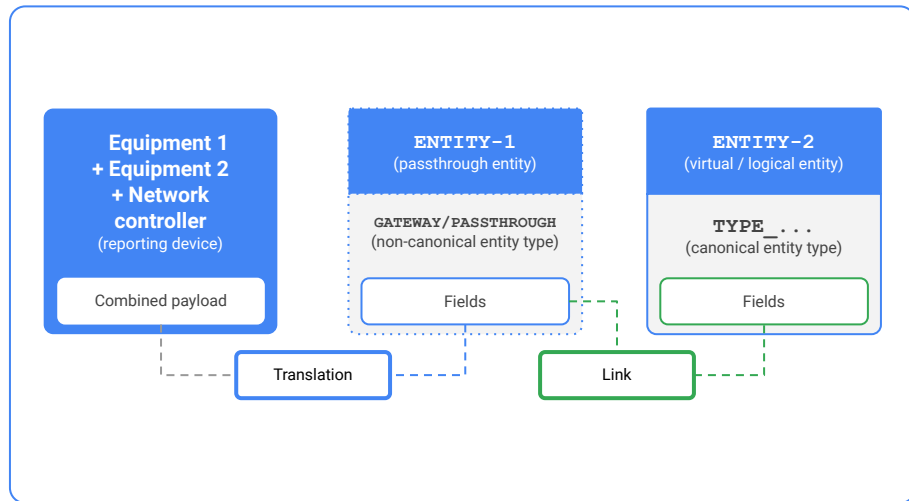 Equipment 1
+ Equipment 2
+ Network
controller
(reporting device)
Combined payload
ENTITY-1
(passthrough entity)
GATEWAY/PASSTHROUGH
(non-canonical entity type)
Fields
ENTITY-2
(virtual / logical entity)
TYPE_...
(canonical entity type)
Fields
Translation
Link